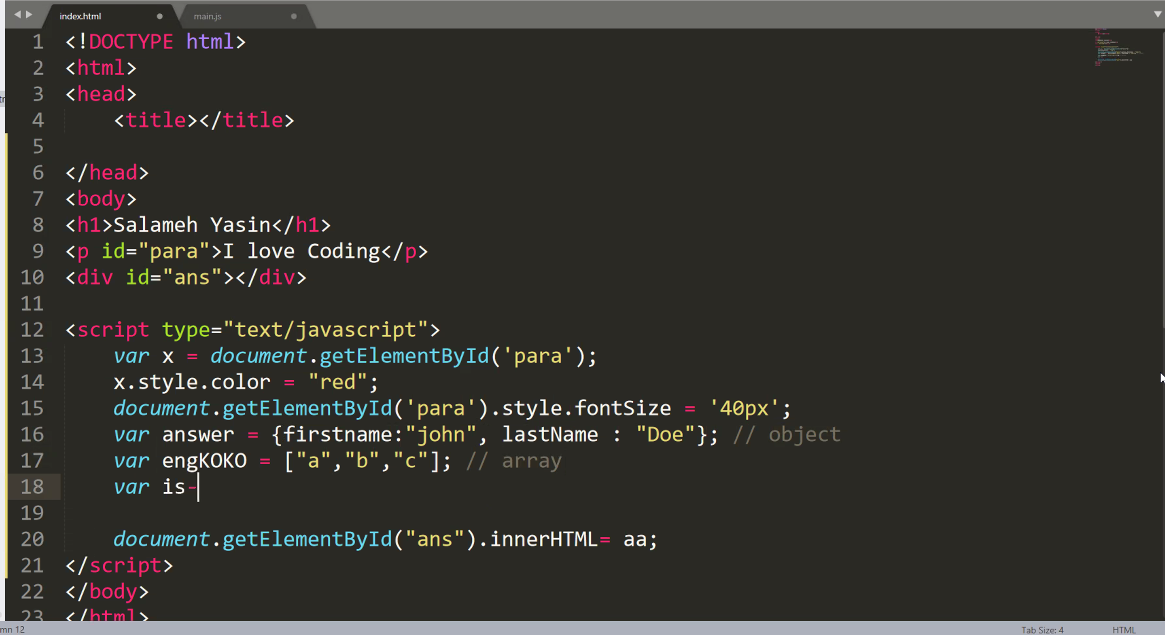 index.html
main.js
1 <!DOCTYPE html>
2 <html>
3 <head>
4 <title></title>
5
6 </head>
7 <body>
8 <h1>Salameh Yasin</h1>
9 <p id="para">I love Coding</p>
10 <div id="ans"></div>
11
12 <script type="text/javascript">
13 var x = document.getElementById('para');
14 x.style.color = "red";
15 document.getElementById('para').style.fontSize = '40px';
16 var answer = {firstname:"john", lastName : "Doe"}; // object
17 var engKOKO = ["a","b","c"]; // array
18 var is-
19
20 document.getElementById("ans").innerHTML= aa;
21 </script>
22 </body>
23 </html>
mn 12
Tab Size: 4
HTML